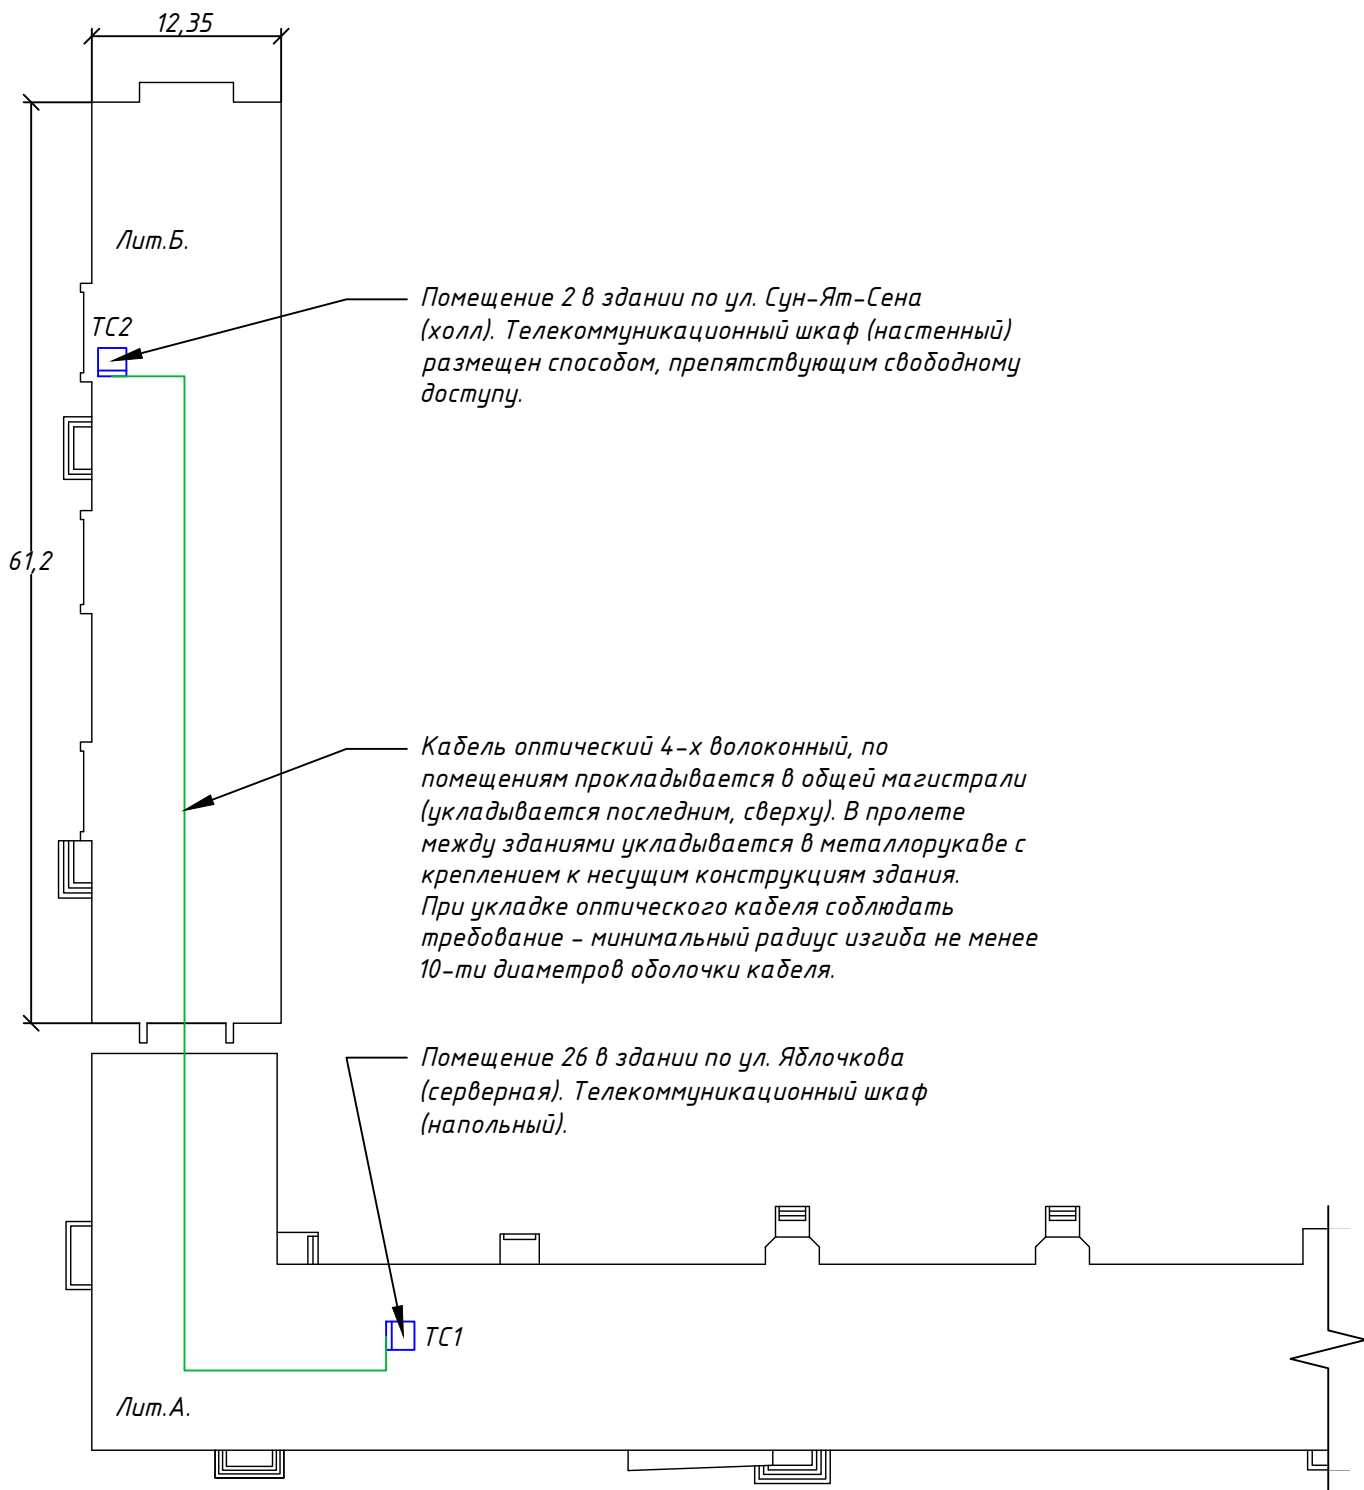 12,35
Лит.Б.
Помещение 2 в здании по ул. Сун-Ят-Сена
(холл). Телекоммуникационный шкаф (настенный)
размещен способом, препятствующим свободному
доступу.
ТС2
61,2
Кабель оптический 4-х волоконный, по
помещениям прокладывается в общей магистрали
(укладывается последним, сверху). В пролете
между зданиями укладывается в металлорукаве с
креплением к несущим конструкциям здания.
При укладке оптического кабеля соблюдать
требование - минимальный радиус изгиба не менее
10-ти диаметров оболочки кабеля.
Помещение 26 в здании по ул. Яблочкова
(серверная). Телекоммуникационный шкаф
(напольный).
ТС1
Лит.А.